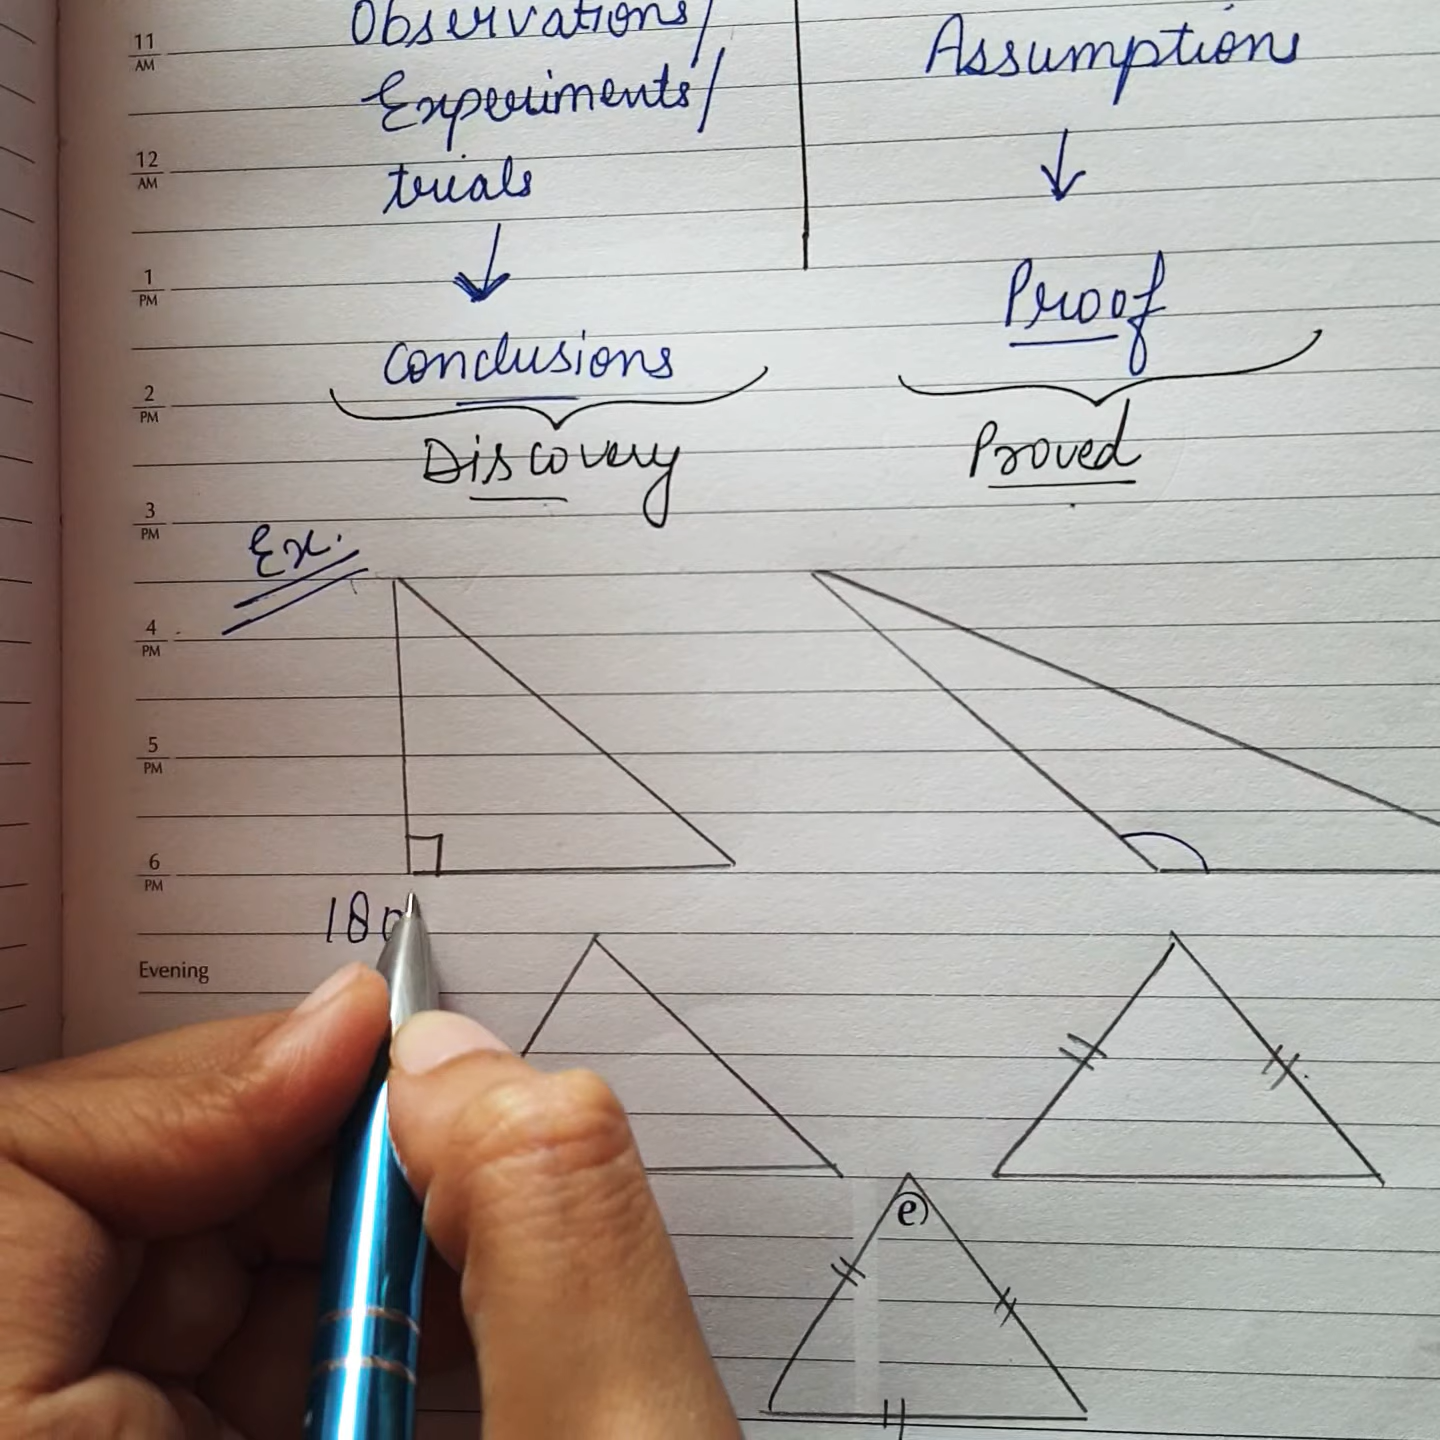 Observations/
Experiments/
trials
Conclusions
Discovery
Assumptions
Proof
Proved
Ex.
180
e
11 AM
12 AM
1 PM
2 PM
3 PM
4 PM
5 PM
6 PM
Evening